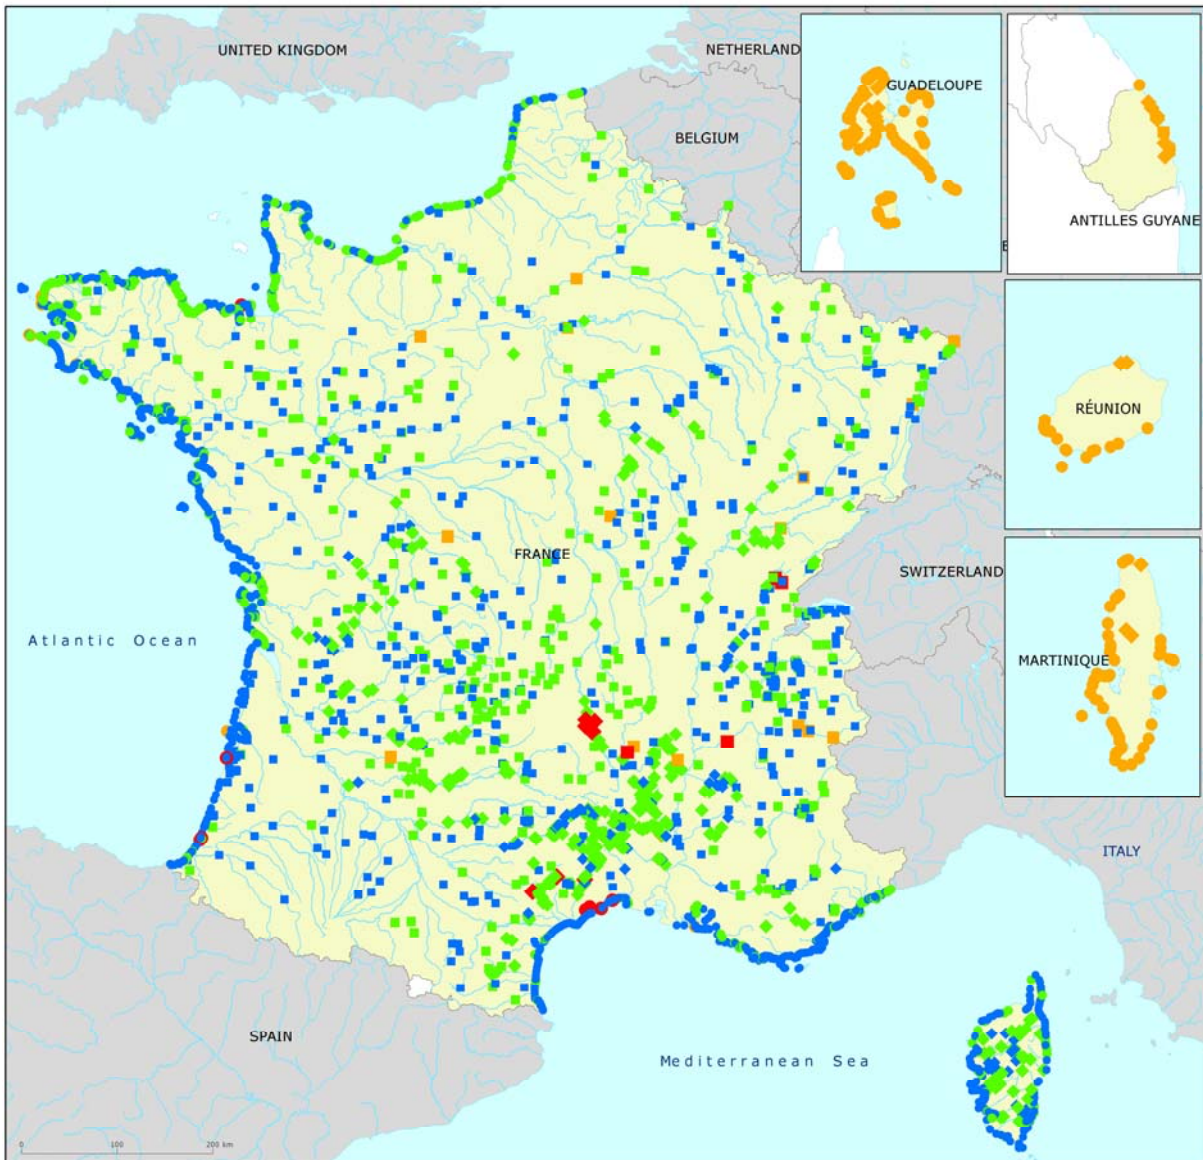 UNITED KINGDOM
NETHERLAND
BELGIUM
GUADELOUPE
ANTILLES GUYANE
E
RÉUNION
FRANCE
SWITZERLAND
Atlantic Ocean
MARTINIQUE
ITALY
SPAIN
Mediterranean Sea
0 100 200 km